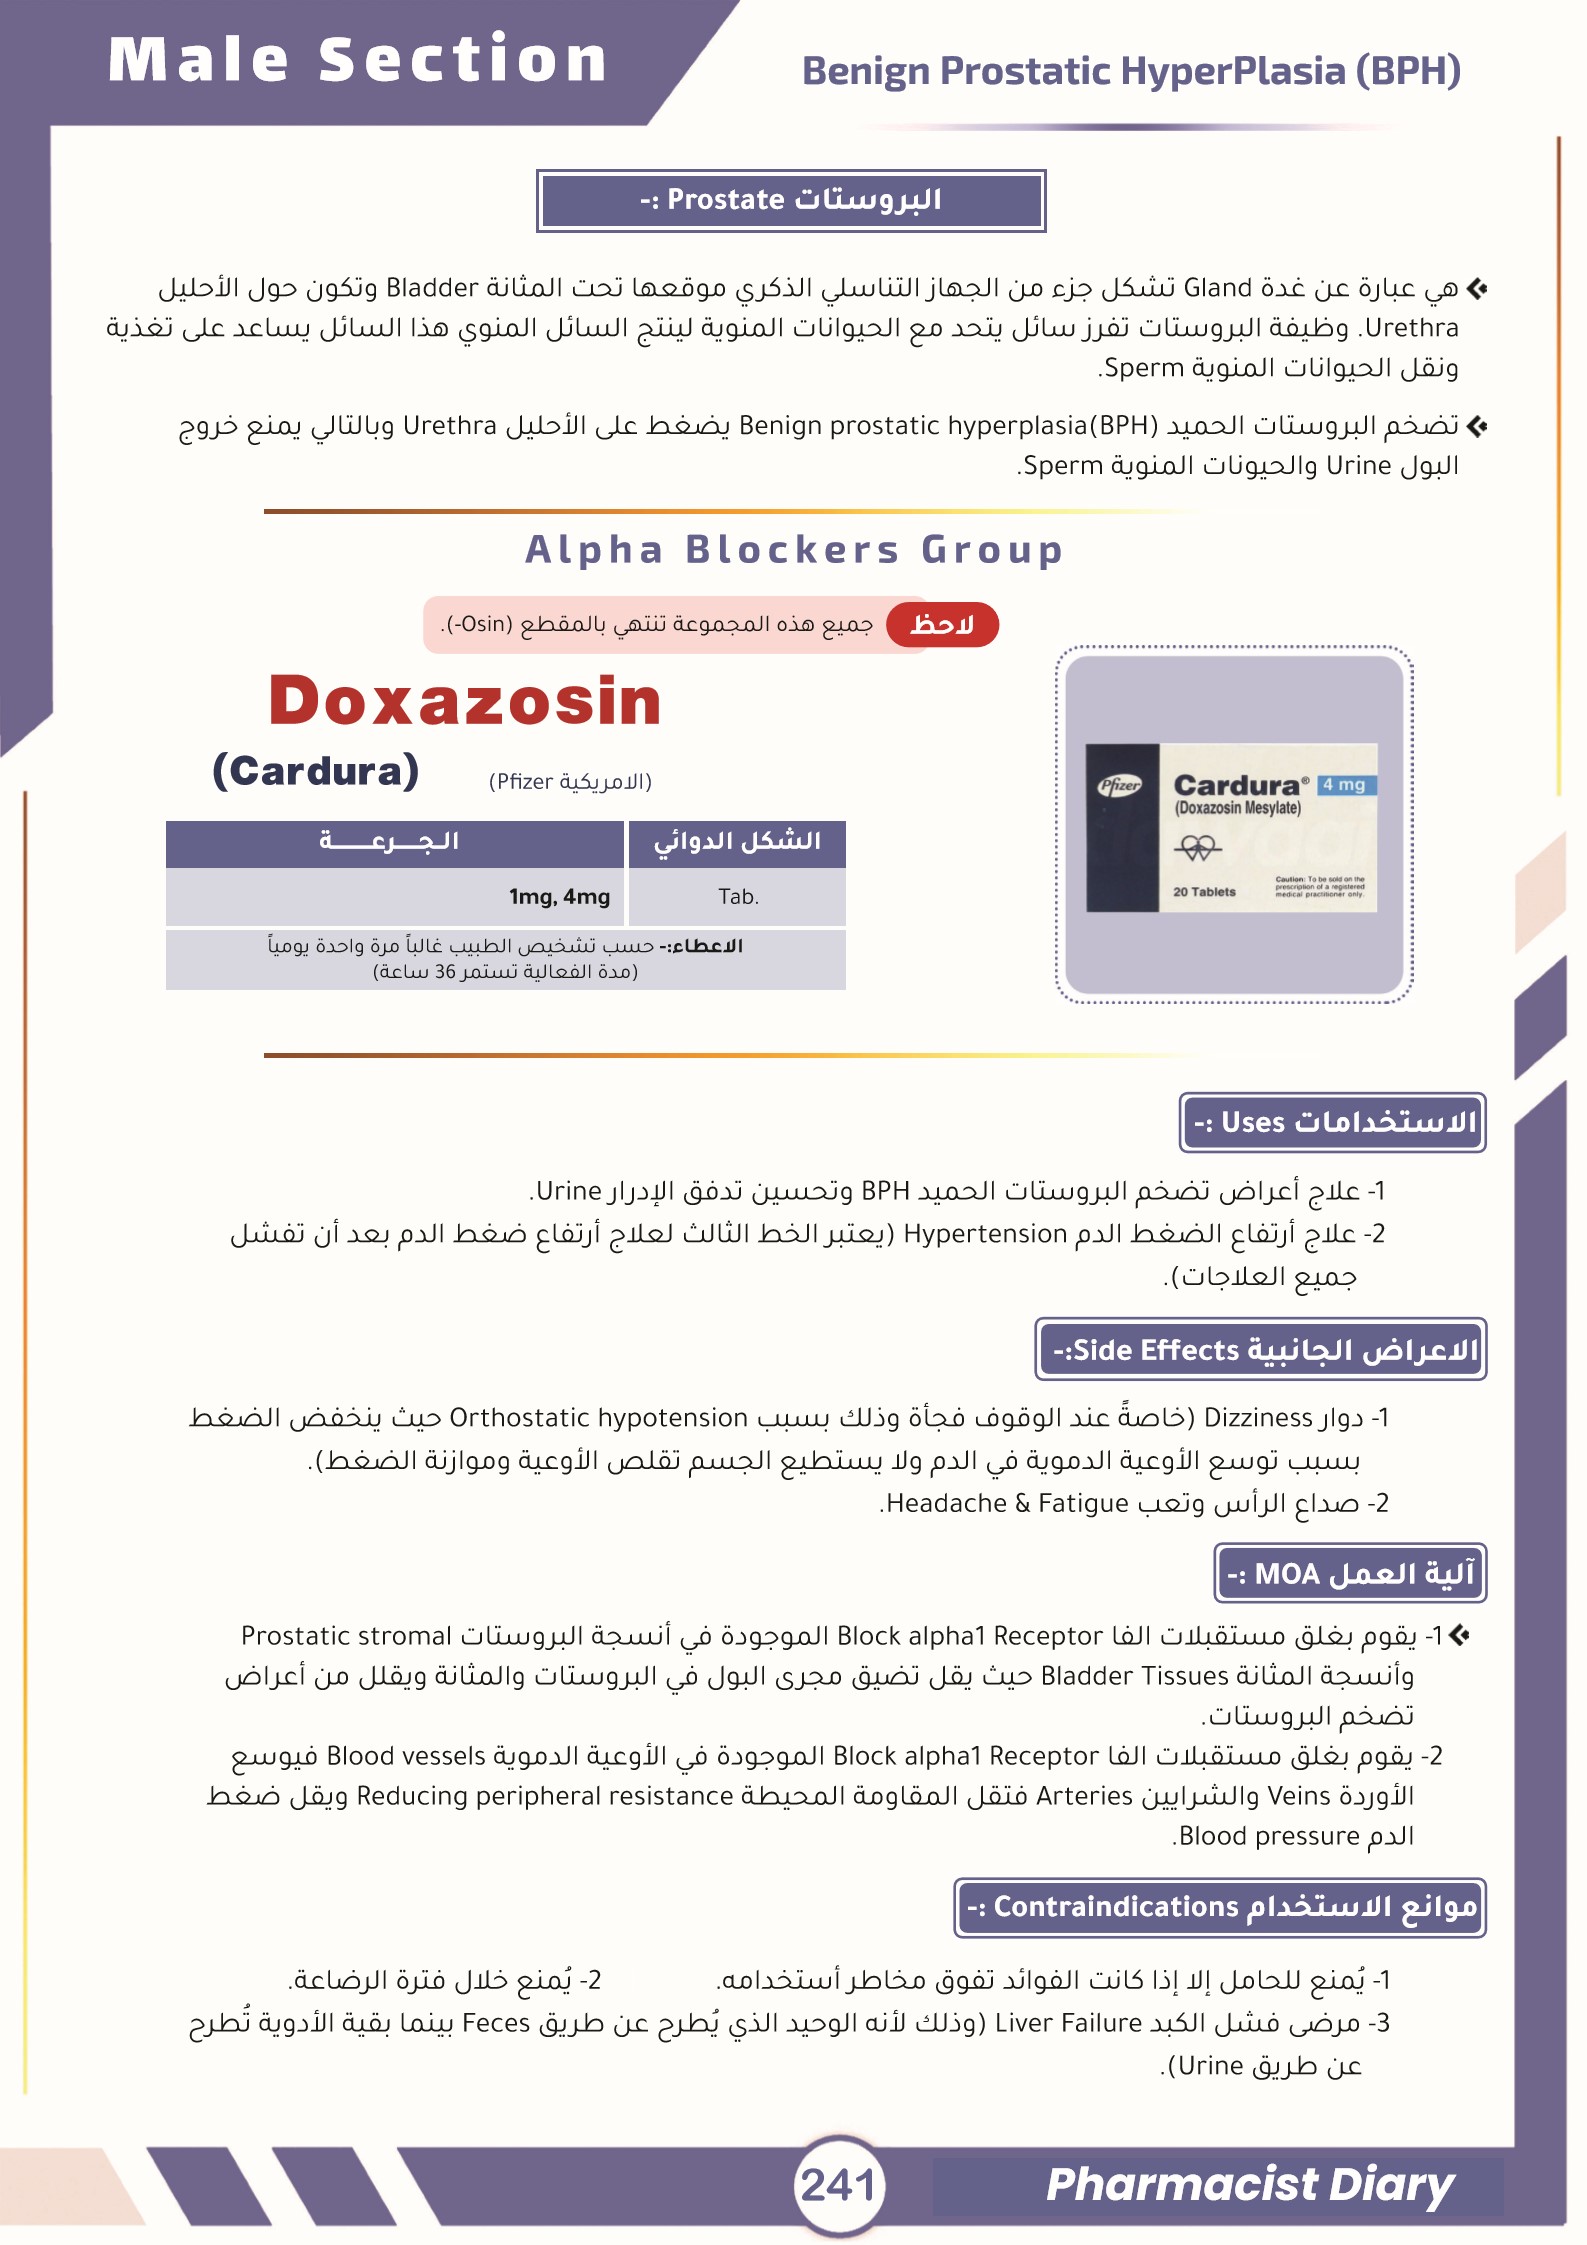 Male Section
Benign Prostatic HyperPlasia (BPH)
البروستات Prostate :-
هي عبارة عن غدة Gland تشكل جزء من الجهاز التناسلي الذكري موقعها تحت المثانة Bladder وتكون حول الأحليل
Urethra. وظيفة البروستات تفرز سائل يتحد مع الحيوانات المنوية لينتج السائل المنوي هذا السائل يساعد على تغذية
ونقل الحيوانات المنوية Sperm.
تضخم البروستات الحميد Benign prostatic hyperplasia(BPH) يضغط على الأحليل Urethra وبالتالي يمنع خروج
البول Urine والحيونات المنوية Sperm.
Alpha Blockers Group
لاحظ جميع هذه المجموعة تنتهي بالمقطع (Osin-).
Doxazosin
(Cardura) (الامريكية Pfizer)
الشكل الدوائي الـجـــرعــــــة
Tab. 1mg, 4mg
الاعطاء:- حسب تشخيص الطبيب غالباً مرة واحدة يومياً
(مدة الفعالية تستمر 36 ساعة)
Pfizer
Cardura® 4 mg
(Doxazosin Mesylate)
20 Tablets
Caution: To be sold on the
prescription of a registered
medical practitioner only.
الاستخدامات Uses :-
1- علاج أعراض تضخم البروستات الحميد BPH وتحسين تدفق الإدرار Urine.
2- علاج أرتفاع الضغط الدم Hypertension (يعتبر الخط الثالث لعلاج أرتفاع ضغط الدم بعد أن تفشل
جميع العلاجات).
الاعراض الجانبية Side Effects:-
1- دوار Dizziness (خاصةً عند الوقوف فجأة وذلك بسبب Orthostatic hypotension حيث ينخفض الضغط
بسبب توسع الأوعية الدموية في الدم ولا يستطيع الجسم تقلص الأوعية وموازنة الضغط).
2- صداع الرأس وتعب Headache & Fatigue.
آلية العمل MOA :-
1- يقوم بغلق مستقبلات الفا Block alpha1 Receptor الموجودة في أنسجة البروستات Prostatic stromal
وأنسجة المثانة Bladder Tissues حيث يقل تضيق مجرى البول في البروستات والمثانة ويقلل من أعراض
تضخم البروستات.
2- يقوم بغلق مستقبلات الفا Block alpha1 Receptor الموجودة في الأوعية الدموية Blood vessels فيوسع
الأوردة Veins والشرايين Arteries فتقل المقاومة المحيطة Reducing peripheral resistance ويقل ضغط
الدم Blood pressure.
موانع الاستخدام Contraindications :-
1- يُمنع للحامل إلا إذا كانت الفوائد تفوق مخاطر أستخدامه. 2- يُمنع خلال فترة الرضاعة.
3- مرضى فشل الكبد Liver Failure (وذلك لأنه الوحيد الذي يُطرح عن طريق Feces بينما بقية الأدوية تُطرح
عن طريق Urine).
241
Pharmacist Diary